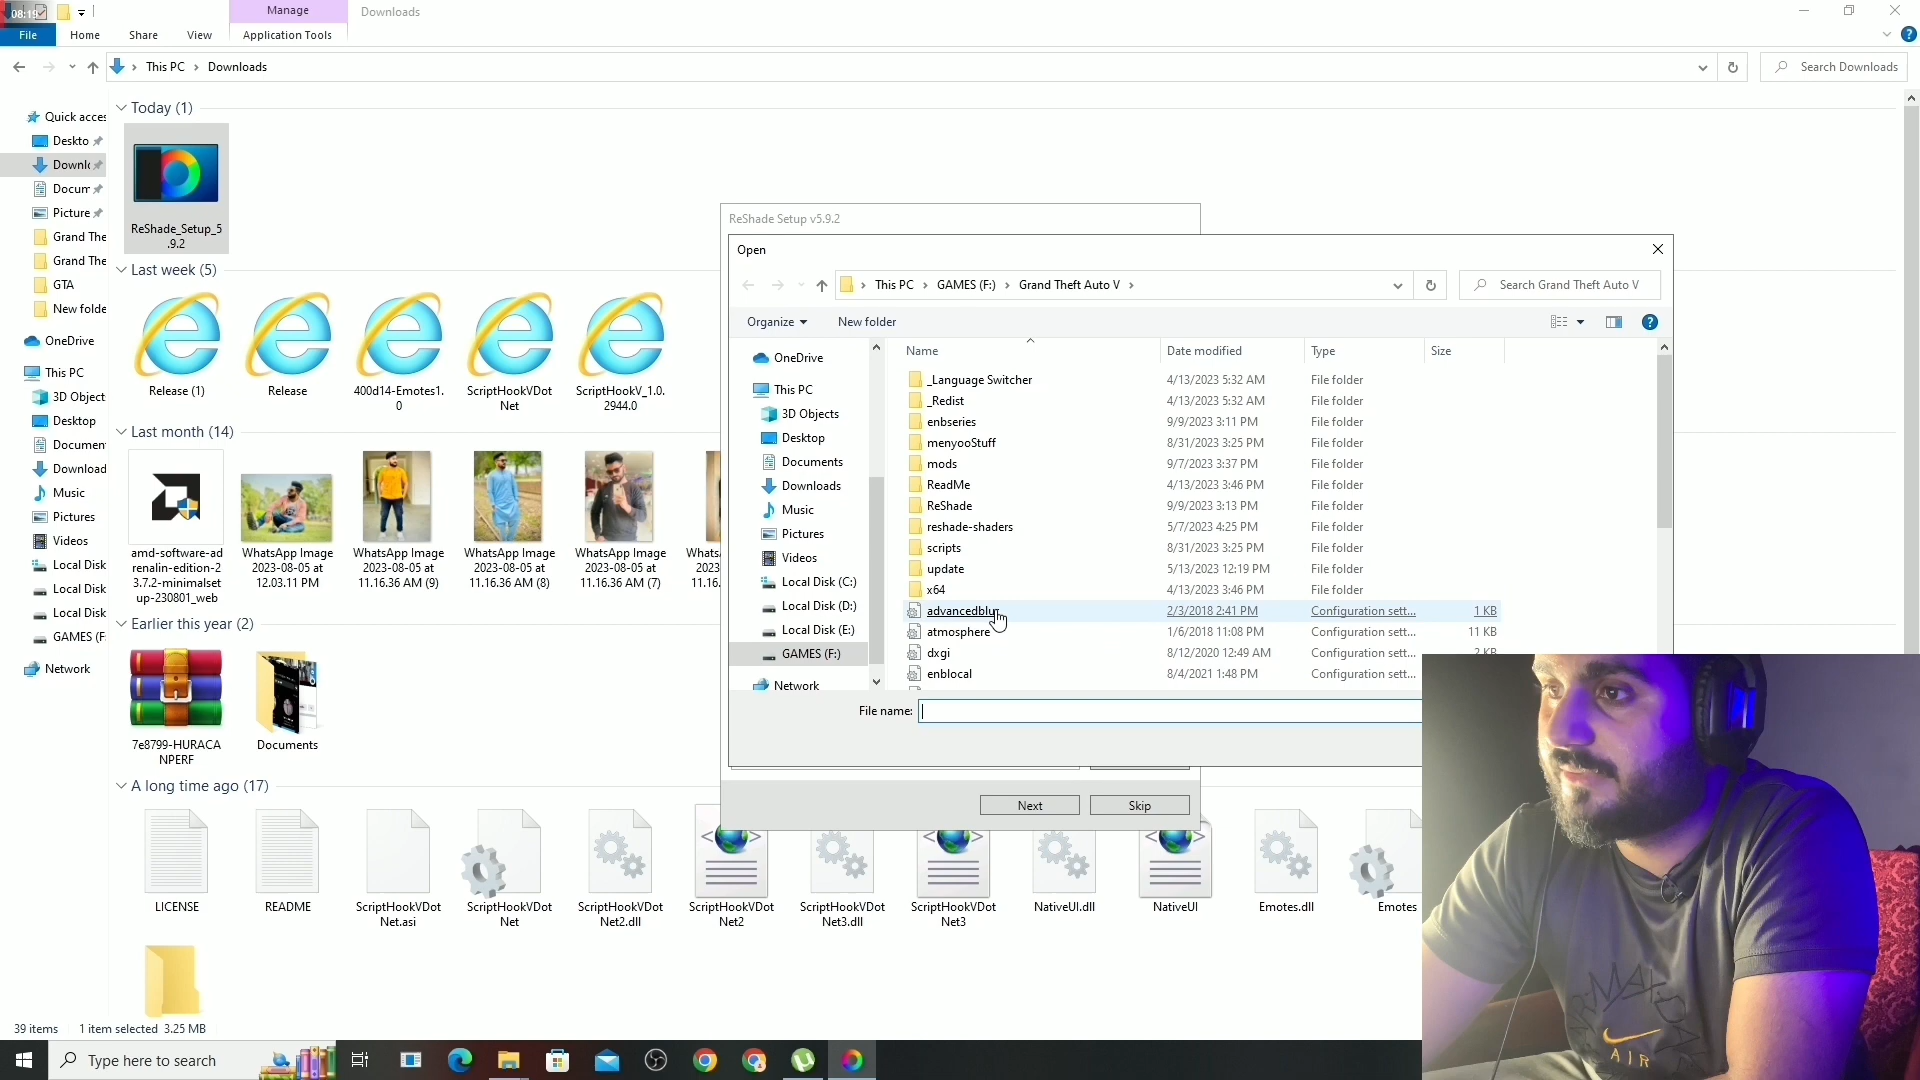 08:19
Manage
Downloads
File
Home
Share
View
Application Tools
This PC
Downloads
Search Downloads
Quick acces
Deskto
Downlo
Docum
Picture
Grand The
Grand The
GTA
New folde
OneDrive
This PC
3D Object
Desktop
Documen
Download
Music
Pictures
Videos
Local Disk
Local Disk
Local Disk
GAMES (F
Network
Today (1)
ReShade_Setup_5
.9.2
Last week (5)
Release (1)
Release
400d14-Emotes1.
0
ScriptHookVDot
Net
ScriptHookV_1.0.
2944.0
Last month (14)
amd-software-ad
renalin-edition-2
3.7.2-minimalset
up-230801_web
WhatsApp Image
2023-08-05 at
12.03.11 PM
WhatsApp Image
2023-08-05 at
11.16.36 AM (9)
WhatsApp Image
2023-08-05 at
11.16.36 AM (8)
WhatsApp Image
2023-08-05 at
11.16.36 AM (7)
Whats
2023
11.16.
Earlier this year (2)
7e8799-HURACA
NPERF
Documents
A long time ago (17)
LICENSE
README
ScriptHookVDot
Net.asi
ScriptHookVDot
Net
ScriptHookVDot
Net2.dll
ScriptHookVDot
Net2
ScriptHookVDot
Net3.dll
ScriptHookVDot
Net3
NativeUI.dll
NativeUI
Emotes.dll
Emotes
ReShade Setup v5.9.2
Open
This PC
GAMES (F:)
Grand Theft Auto V
Search Grand Theft Auto V
Organize
New folder
OneDrive
This PC
3D Objects
Desktop
Documents
Downloads
Music
Pictures
Videos
Local Disk (C:)
Local Disk (D:)
Local Disk (E:)
GAMES (F:)
Network
Name Date modified Type Size
_Language Switcher 4/13/2023 5:32 AM File folder
_Redist 4/13/2023 5:32 AM File folder
enbseries 9/9/2023 3:11 PM File folder
menyooStuff 8/31/2023 3:25 PM File folder
mods 9/7/2023 3:37 PM File folder
ReadMe 4/13/2023 3:46 PM File folder
ReShade 9/9/2023 3:13 PM File folder
reshade-shaders 5/7/2023 4:25 PM File folder
scripts 8/31/2023 3:25 PM File folder
update 5/13/2023 12:19 PM File folder
x64 4/13/2023 3:46 PM File folder
advancedblur 2/3/2018 2:41 PM Configuration sett... 1 KB
atmosphere 1/6/2018 11:08 PM Configuration sett... 11 KB
dxgi 8/12/2020 12:49 AM Configuration sett... 2 KB
enblocal 8/4/2021 1:48 PM Configuration sett...
File name:
Next
Skip
39 items 1 item selected 3.25 MB
Type here to search
AIR